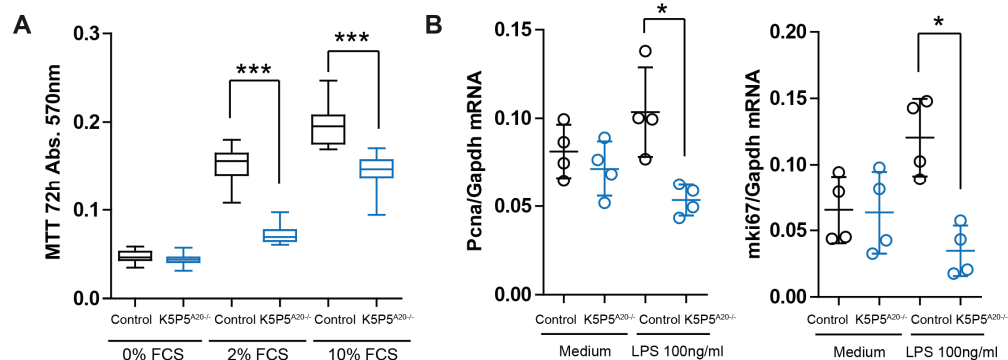 A
MTT 72h Abs. 570nm
0.3
0.2
0.1
0.0
***
***
Control K5P5A20-/- Control K5P5A20-/- Control K5P5A20-/-
0% FCS 2% FCS 10% FCS
B
Pcna/Gapdh mRNA
0.15
0.10
0.05
0.00
*
Control K5P5A20-/- Control K5P5A20-/-
Medium LPS 100ng/ml
mki67/Gapdh mRNA
0.20
0.15
0.10
0.05
0.00
*
Control K5P5A20-/- Control K5P5A20-/-
Medium LPS 100ng/ml